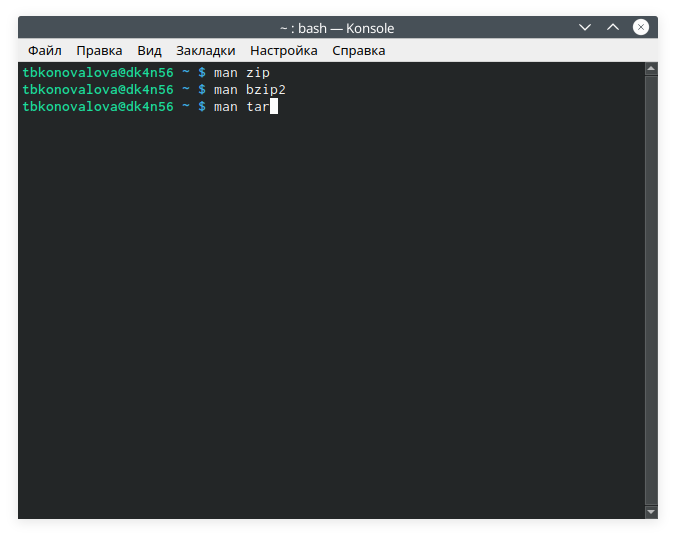 ~ : bash — Konsole
Файл Правка Вид Закладки Настройка Справка
tbkonovalova@dk4n56 ~ $ man zip
tbkonovalova@dk4n56 ~ $ man bzip2
tbkonovalova@dk4n56 ~ $ man tar